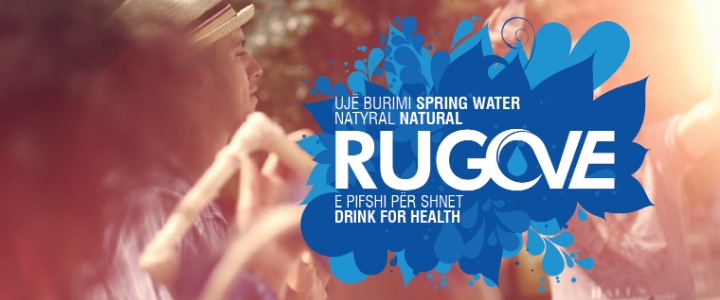 UJË BURIMI SPRING WATER
NATYRAL NATURAL
RUGOVE
E PIFSHI PËR SHNET
DRINK FOR HEALTH